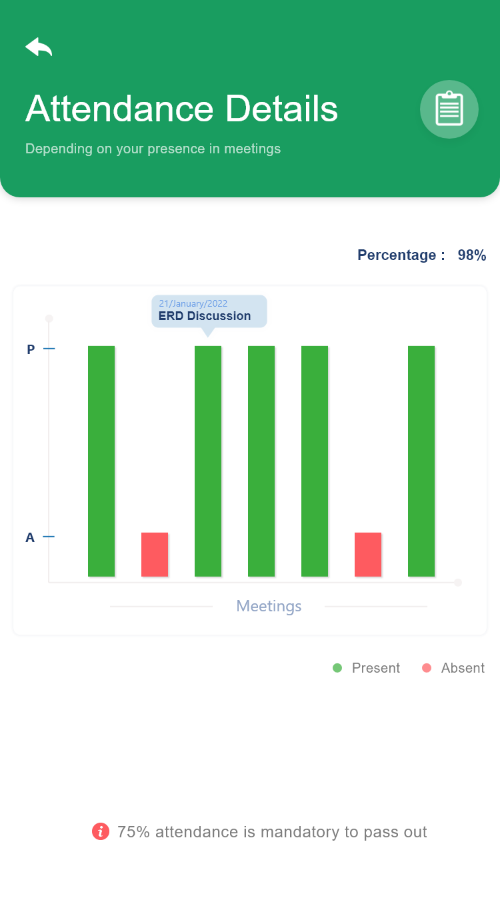 Attendance Details
Depending on your presence in meetings
Percentage : 98%
21/January/2022
ERD Discussion
P
A
Meetings
Present Absent
75% attendance is mandatory to pass out